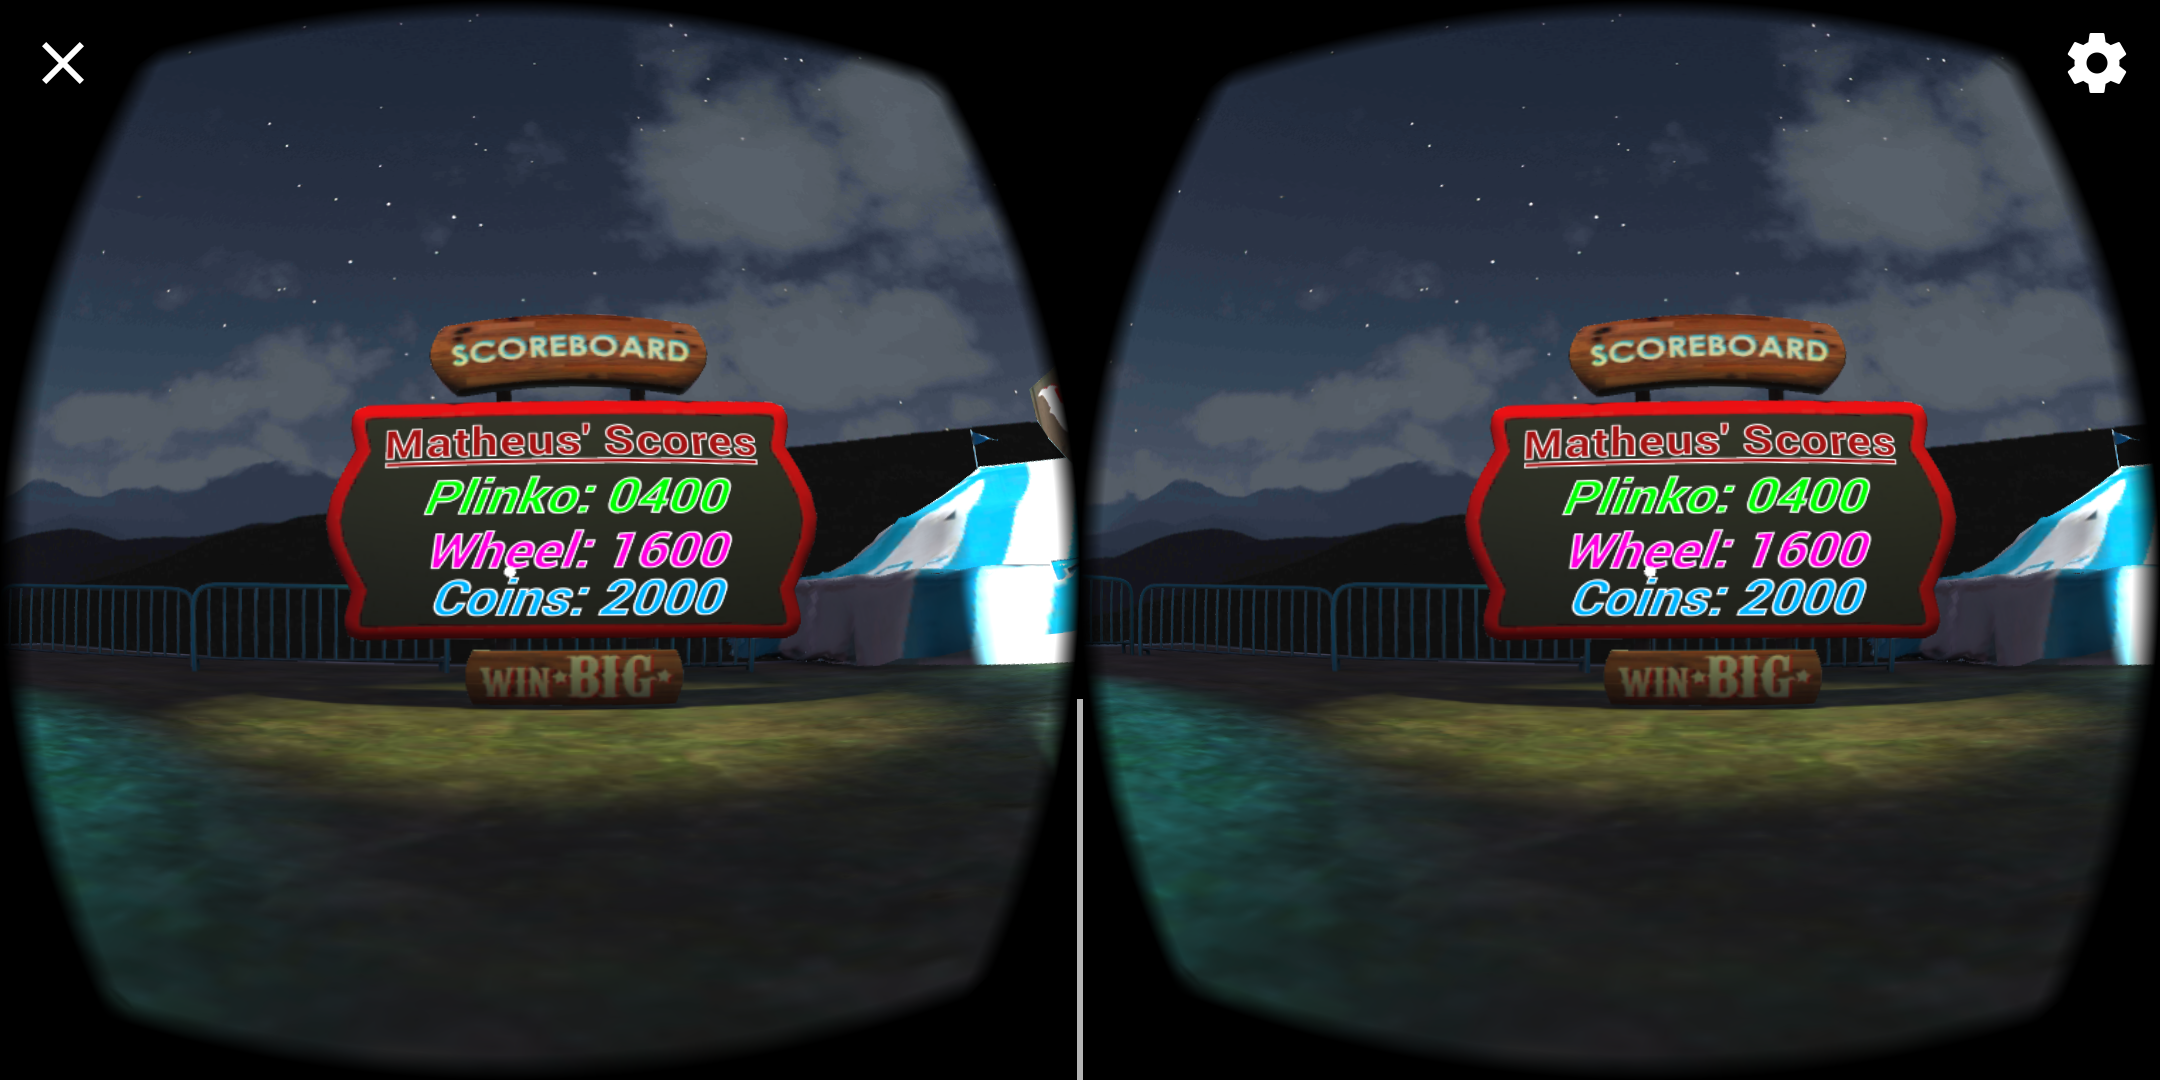 SCOREBOARD
Matheus' Scores
Plinko: 0400
Wheel: 1600
Coins: 2000
WIN★BIG★
SCOREBOARD
Matheus' Scores
Plinko: 0400
Wheel: 1600
Coins: 2000
WIN★BIG★